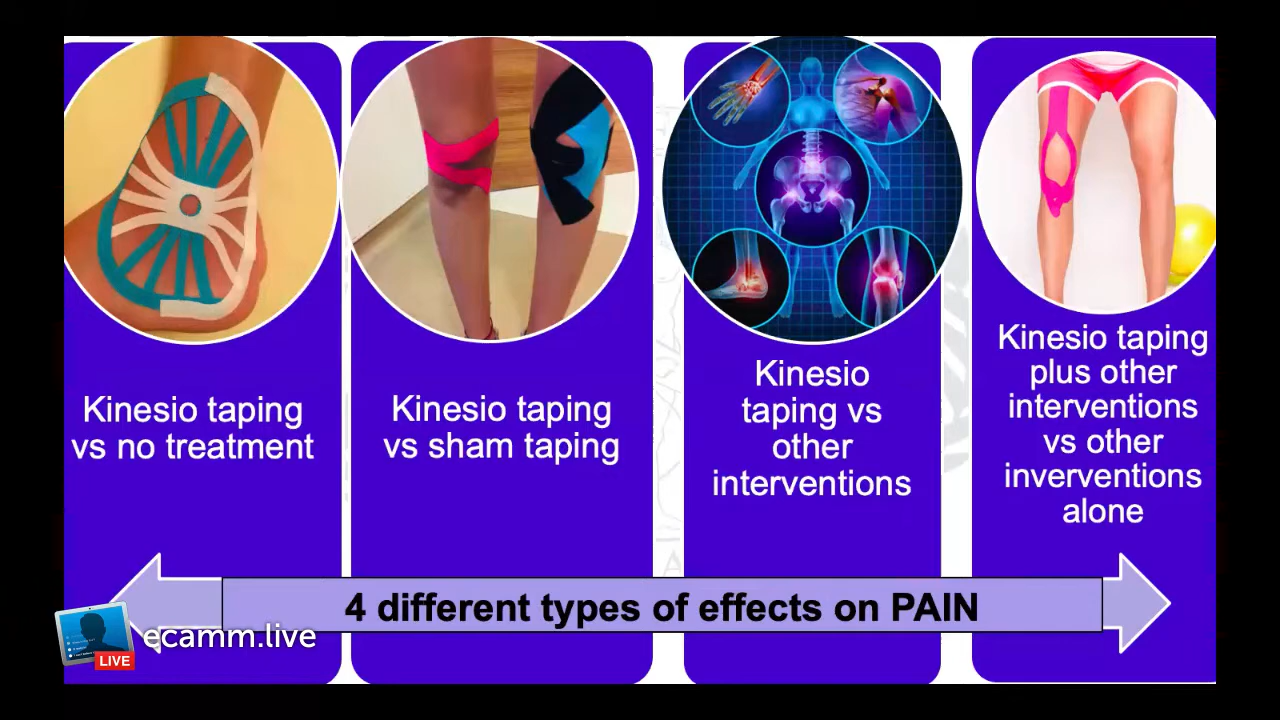 Kinesio taping
vs no treatment
Kinesio taping
vs sham taping
Kinesio
taping vs
other
interventions
Kinesio taping
plus other
interventions
vs other
inverventions
alone
4 different types of effects on PAIN
ecamm.live
LIVE